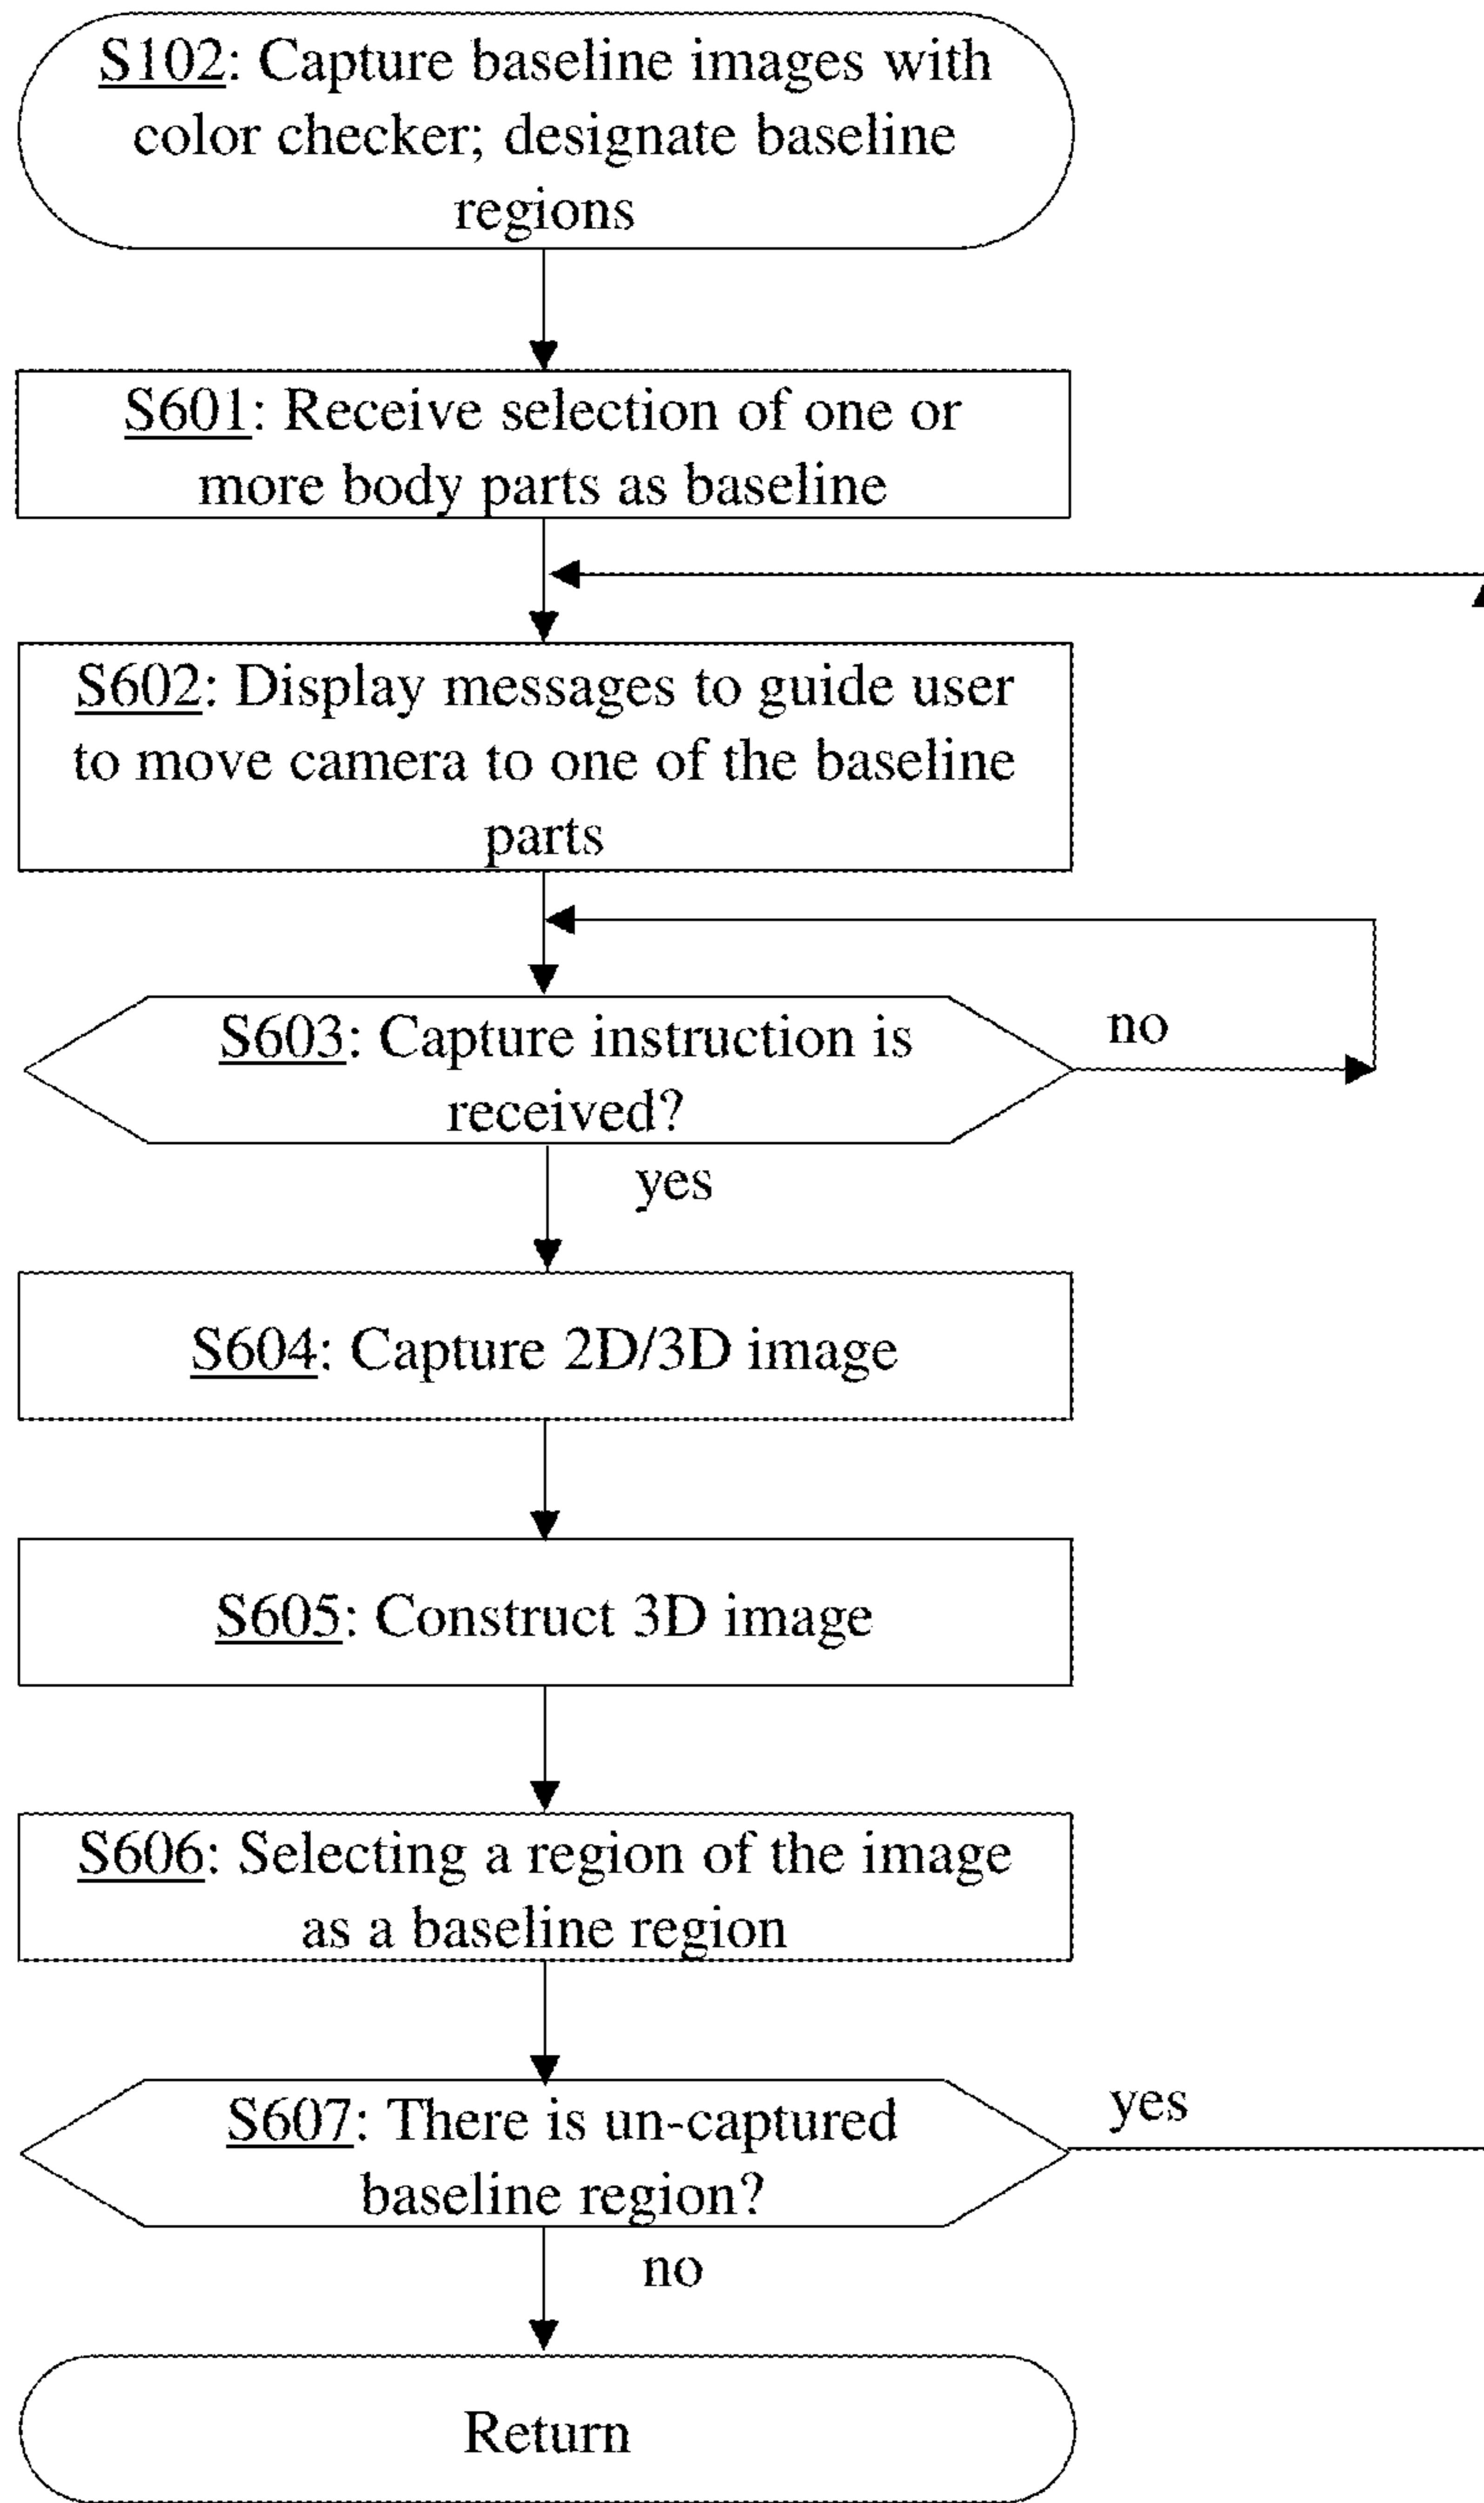 S102: Capture baseline images with
color checker; designate baseline
regions
S601: Receive selection of one or
more body parts as baseline
S602: Display messages to guide user
to move camera to one of the baseline
parts
S603: Capture instruction is
received?
no
yes
S604: Capture 2D/3D image
S605: Construct 3D image
S606: Selecting a region of the image
as a baseline region
S607: There is un-captured
baseline region?
yes
no
Return